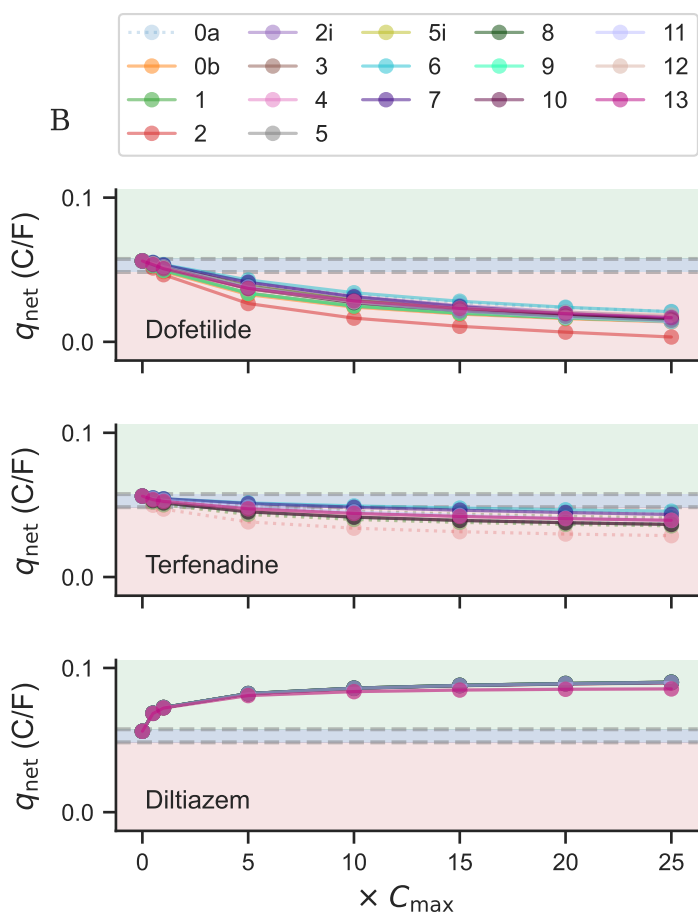 0a 2i 5i 8 11
0b 3 6 9 12
1 4 7 10 13
2 5
B
0.1
0.0
q_net (C/F)
Dofetilide
0.1
0.0
q_net (C/F)
Terfenadine
0.1
0.0
q_net (C/F)
Diltiazem
0 5 10 15 20 25
× C_max